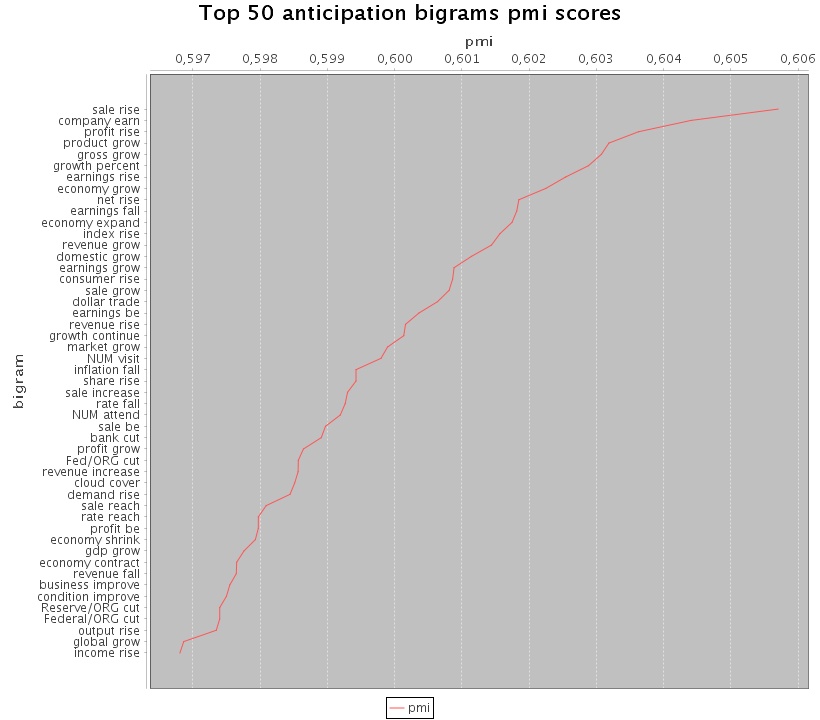 Top 50 anticipation bigrams pmi scores
pmi
0,597 0,598 0,599 0,600 0,601 0,602 0,603 0,604 0,605 0,606
bigram
sale rise
company earn
profit rise
product grow
gross grow
growth percent
earnings rise
economy grow
net rise
earnings fall
economy expand
index rise
revenue grow
domestic grow
earnings grow
consumer rise
sale grow
dollar trade
earnings be
revenue rise
growth continue
market grow
NUM visit
inflation fall
share rise
sale increase
rate fall
NUM attend
sale be
bank cut
profit grow
Fed/ORG cut
revenue increase
cloud cover
demand rise
sale reach
rate reach
profit be
economy shrink
gdp grow
economy contract
revenue fall
business improve
condition improve
Reserve/ORG cut
Federal/ORG cut
output rise
global grow
income rise
pmi